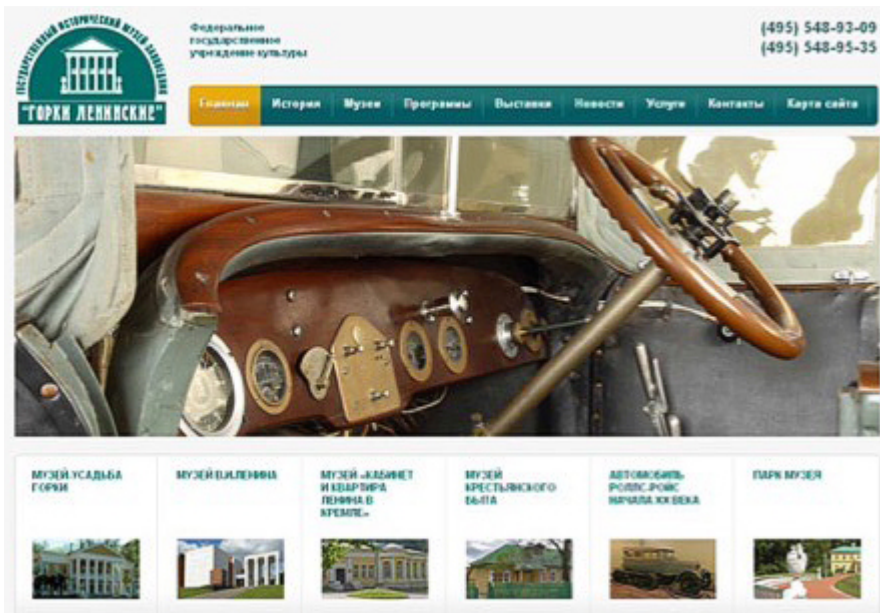 ГОСУДАРСТВЕННЫЙ ИСТОРИЧЕСКИЙ МУЗЕЙ ЗАПОВЕДНИК
"ГОРКИ ЛЕНИНСКИЕ"
Федеральное
государственное
учреждение культуры
(495) 548-93-09
(495) 548-95-35
Главная История Музеи Программы Выставки Новости Услуги Контакты Карта сайта
МУЗЕЙ УСАДЬБА
ГОРКИ
МУЗЕЙ В.И.ЛЕНИНА
МУЗЕЙ «КАБИНЕТ
И КВАРТИРА
ЛЕНИНА В
КРЕМЛЕ»
МУЗЕЙ
КРЕСТЬЯНСКОГО
БЫТА
АВТОМОБИЛЬ
РОЛЛС-РОЙС
НАЧАЛА XX ВЕКА
ПАРК МУЗЕЯ